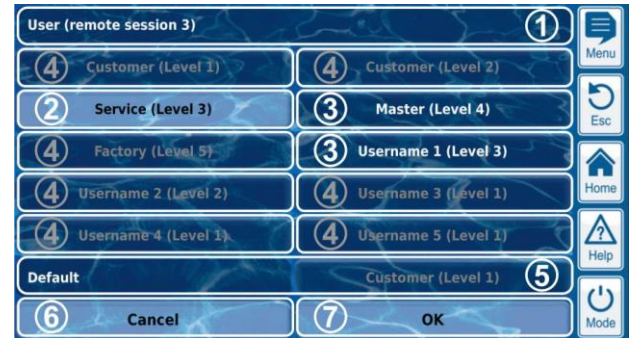 User (remote session 3) 1
Menu
4 Customer (Level 1) 4 Customer (Level 2)
2 Service (Level 3) 3 Master (Level 4)
Esc
4 Factory (Level 5) 3 Username 1 (Level 3)
4 Username 2 (Level 2) 4 Username 3 (Level 1)
Home
4 Username 4 (Level 1) 4 Username 5 (Level 1)
?
Help
Default Customer (Level 1) 5
6 Cancel 7 OK
Mode